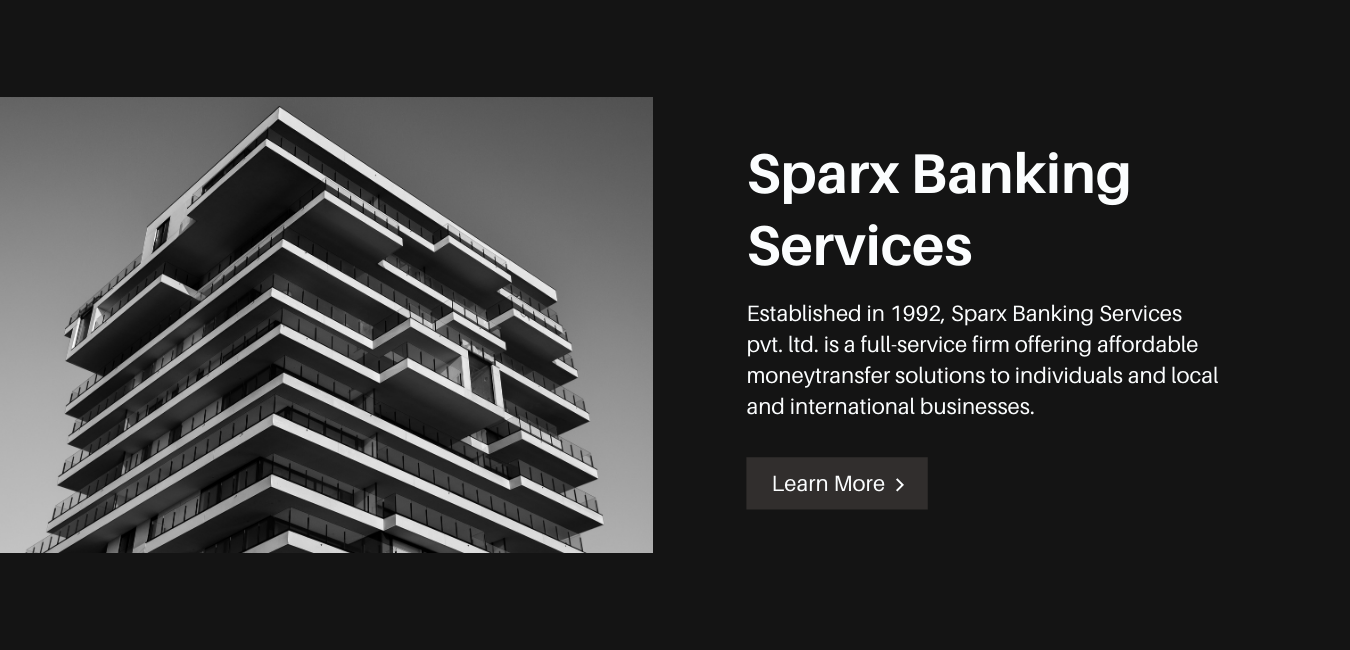 Sparx Banking
Services
Established in 1992, Sparx Banking Services
pvt. ltd. is a full-service firm offering affordable
moneytransfer solutions to individuals and local
and international businesses.
Learn More